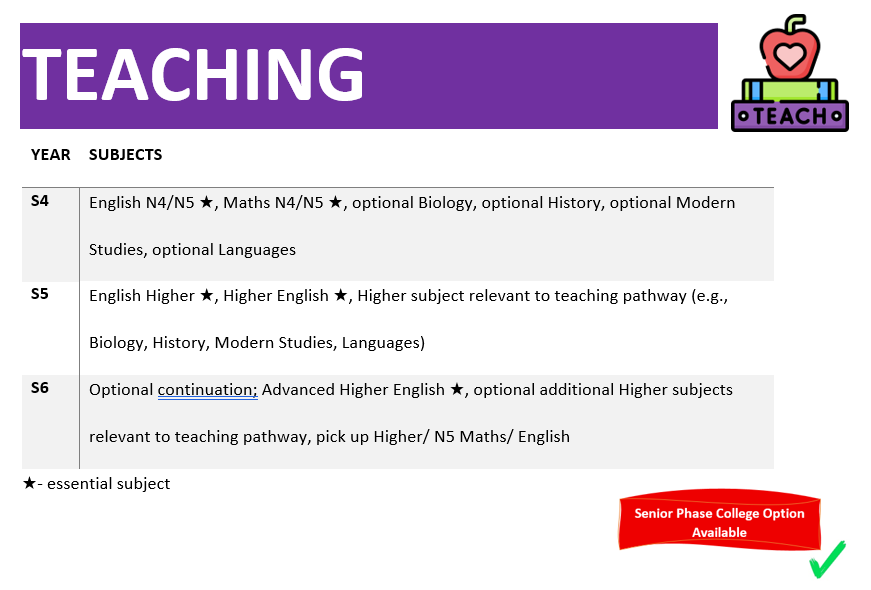 TEACHING
TEACH
YEAR SUBJECTS
S4 English N4/N5 ★, Maths N4/N5 ★, optional Biology, optional History, optional Modern
Studies, optional Languages
S5 English Higher ★, Higher English ★, Higher subject relevant to teaching pathway (e.g.,
Biology, History, Modern Studies, Languages)
S6 Optional continuation; Advanced Higher English ★, optional additional Higher subjects
relevant to teaching pathway, pick up Higher/ N5 Maths/ English
★- essential subject
Senior Phase College Option
Available